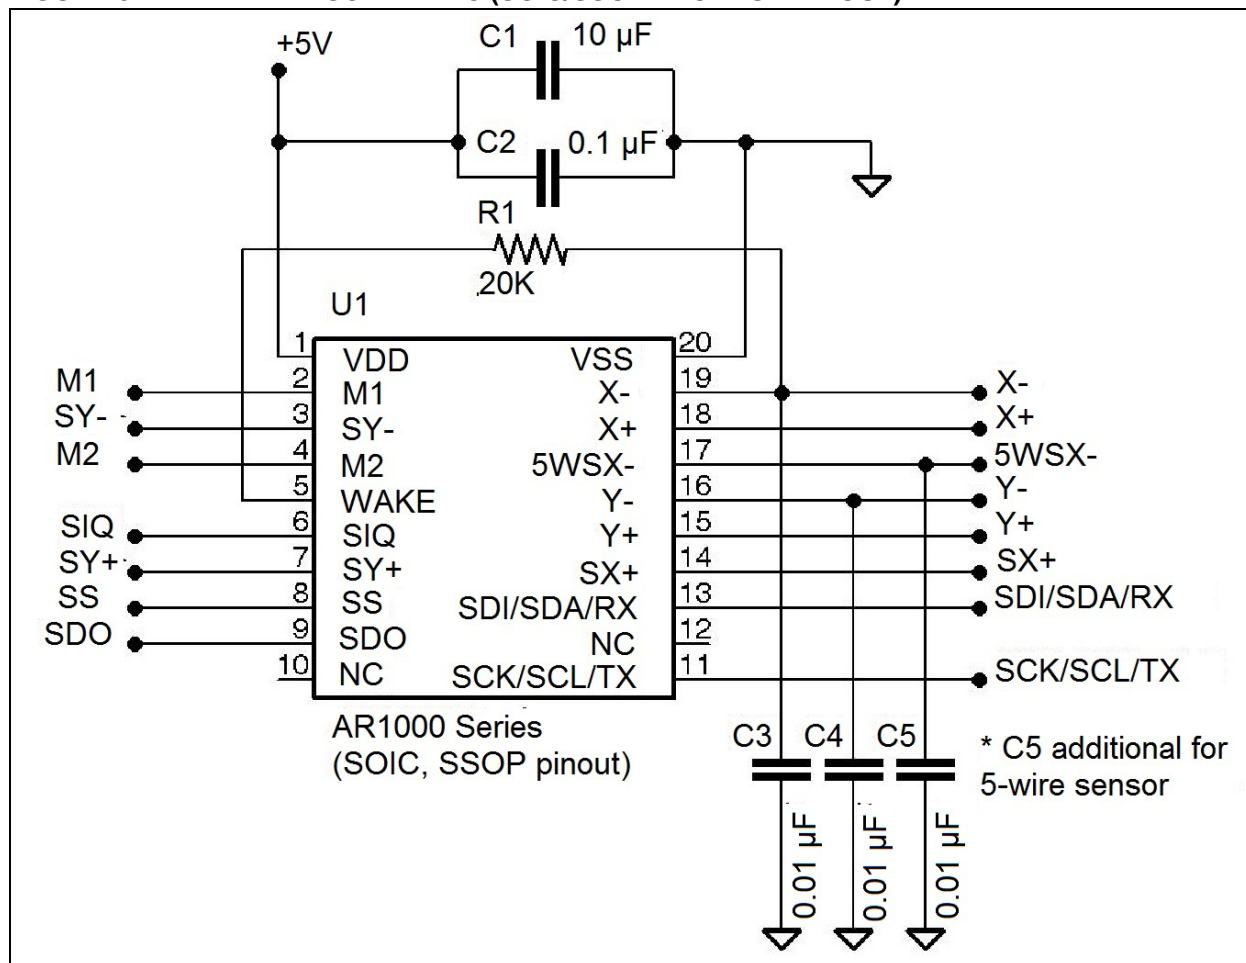 +5V
C1 10 µF
C2 0.1 µF
R1
20K
U1
1 VDD VSS 20
M1 2 M1 X- 19 X-
SY- 3 SY- X+ 18 X+
M2 4 M2 5WSX- 17 5WSX-
5 WAKE Y- 16 Y-
SIQ 6 SIQ Y+ 15 Y+
SY+ 7 SY+ SX+ 14 SX+
SS 8 SS SDI/SDA/RX 13 SDI/SDA/RX
SDO 9 SDO NC 12
10 NC SCK/SCL/TX 11 SCK/SCL/TX
AR1000 Series
(SOIC, SSOP pinout)
C3 C4 C5
* C5 additional for
5-wire sensor
0.01 µF
0.01 µF
0.01 µF